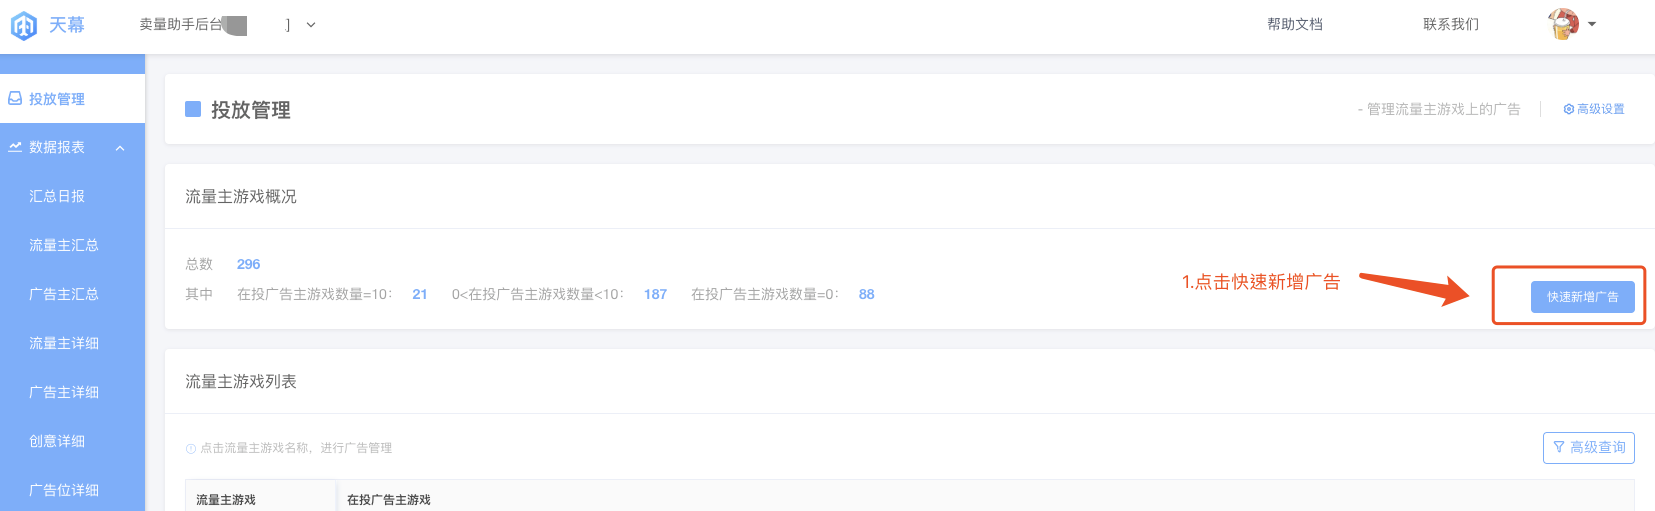 天幕
卖量助手后台 ]
帮助文档
联系我们
投放管理
数据报表
汇总日报
流量主汇总
广告主汇总
流量主详细
广告主详细
创意详细
广告位详细
投放管理
- 管理流量主游戏上的广告
高级设置
流量主游戏概况
总数 296
其中 在投广告主游戏数量=10: 21 0<在投广告主游戏数量<10: 187 在投广告主游戏数量=0: 88
1.点击快速新增广告
快速新增广告
流量主游戏列表
点击流量主游戏名称，进行广告管理
高级查询
流量主游戏 在投广告主游戏